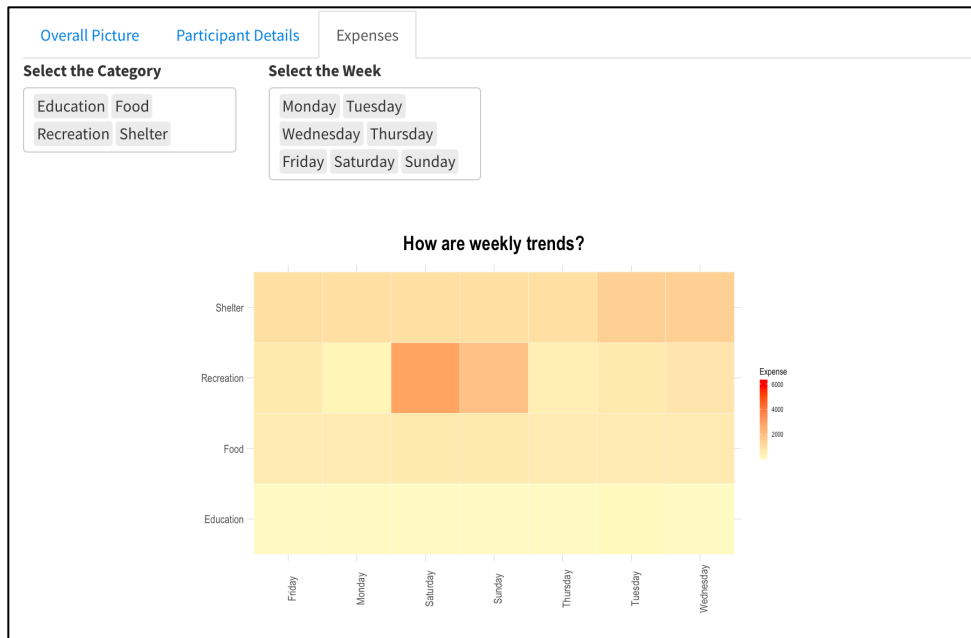 Overall Picture Participant Details Expenses
Select the Category Select the Week
Education Food Monday Tuesday
Recreation Shelter Wednesday Thursday
Friday Saturday Sunday
How are weekly trends?
Shelter
Recreation
Food
Education
Expense
6000
4000
2000
Friday Monday Saturday Sunday Thursday Tuesday Wednesday